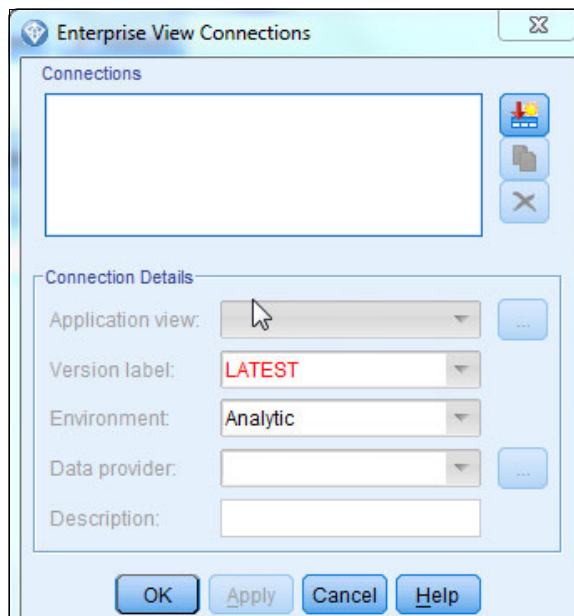 Enterprise View Connections
Connections
Connection Details
Application view:
...
Version label: LATEST
Environment: Analytic
Data provider:
...
Description:
OK Apply Cancel Help